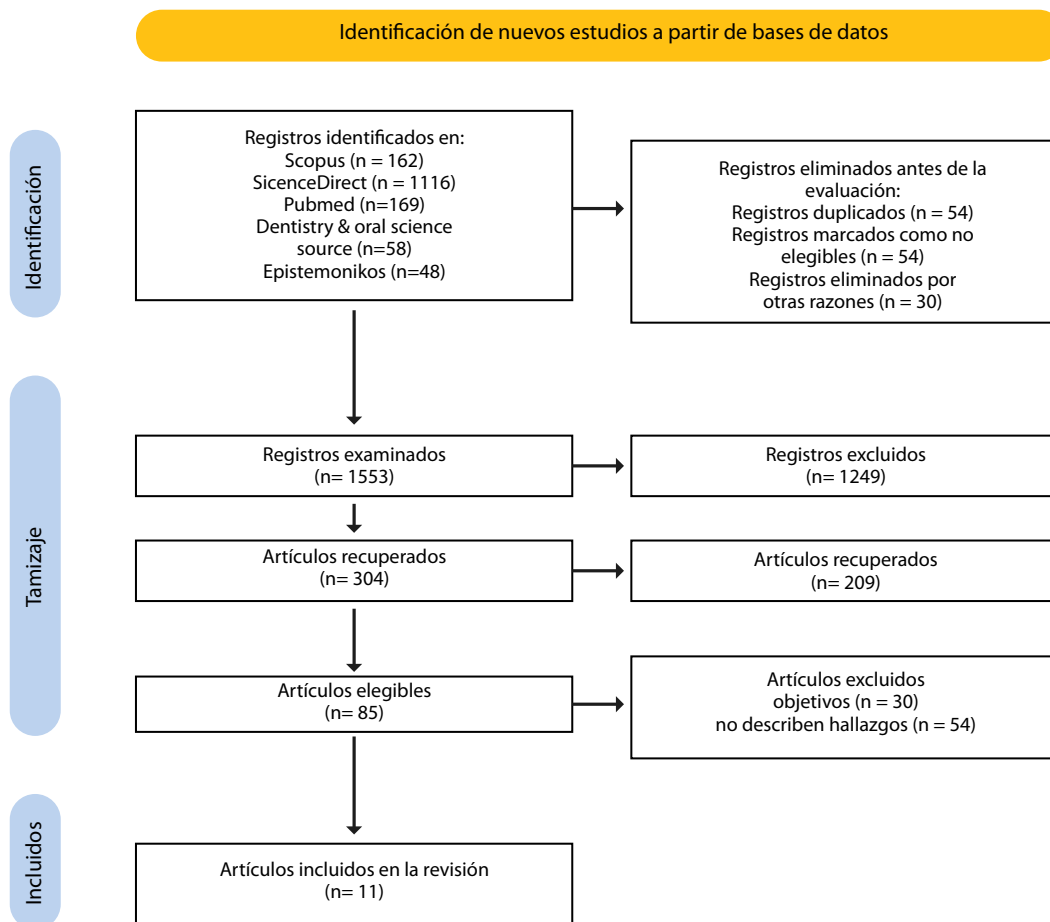 Identificación de nuevos estudios a partir de bases de datos
Identificación
Registros identificados en:
Scopus (n = 162)
SicenceDirect (n = 1116)
Pubmed (n=169)
Dentistry & oral science
source (n=58)
Epistemonikos (n=48)
Registros eliminados antes de la
evaluación:
Registros duplicados (n = 54)
Registros marcados como no
elegibles (n = 54)
Registros eliminados por
otras razones (n = 30)
Tamizaje
Registros examinados
(n= 1553)
Registros excluidos
(n= 1249)
Artículos recuperados
(n= 304)
Artículos recuperados
(n= 209)
Artículos elegibles
(n= 85)
Artículos excluidos
objetivos (n = 30)
no describen hallazgos (n = 54)
Incluidos
Artículos incluidos en la revisión
(n= 11)